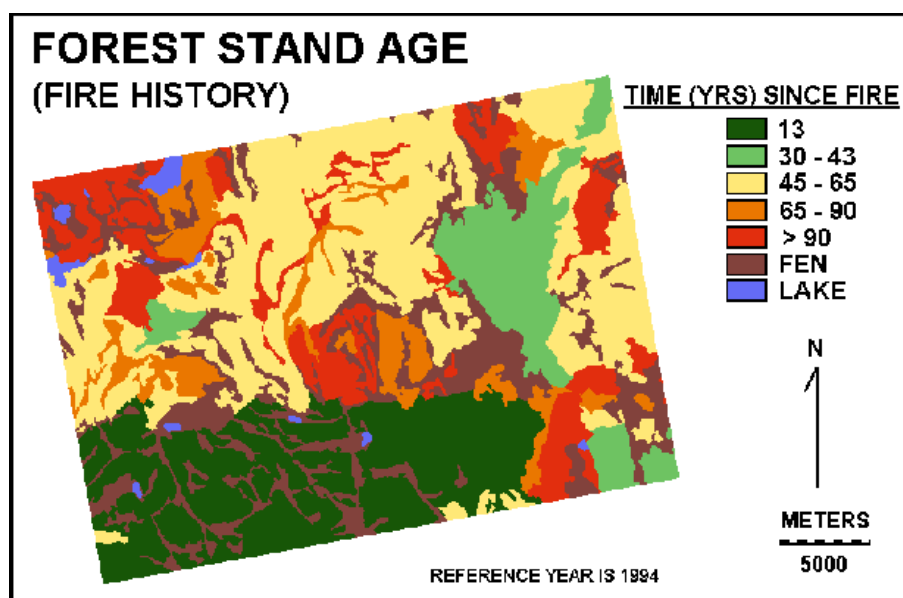 FOREST STAND AGE
(FIRE HISTORY)
TIME (YRS) SINCE FIRE
13
30 - 43
45 - 65
65 - 90
> 90
FEN
LAKE
N
METERS
5000
REFERENCE YEAR IS 1994